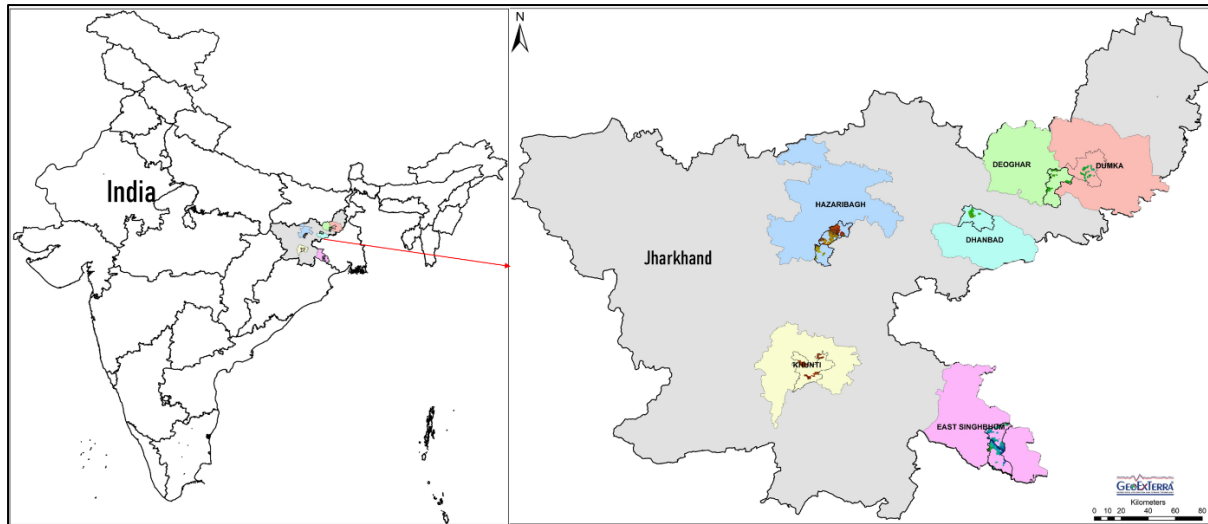 India
N
DEOGHAR
DUMKA
HAZARIBAGH
DHANBAD
Jharkhand
KHUNTI
EAST SINGHBHUM
GEOEXTERRA
Kilometers
0 10 20 40 60 80